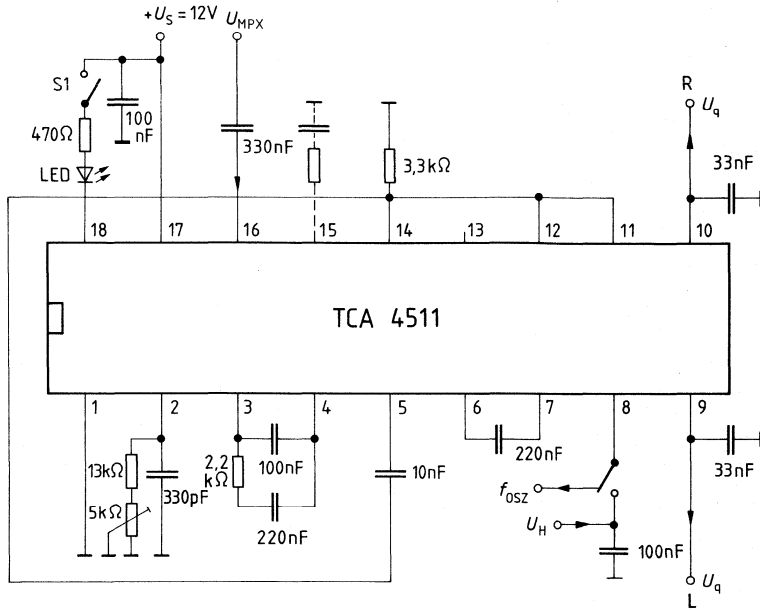 +U_S = 12V
U_MPX
S1
100 nF
470Ω
LED
330nF
3,3kΩ
R
U_q
33nF
18
17
16
15
14
13
12
11
10
TCA 4511
1
2
3
4
5
6
7
8
9
13kΩ
5kΩ
330pF
2,2 kΩ
100nF
220nF
10nF
220nF
f_OSZ
U_H
100nF
33nF
U_q
L